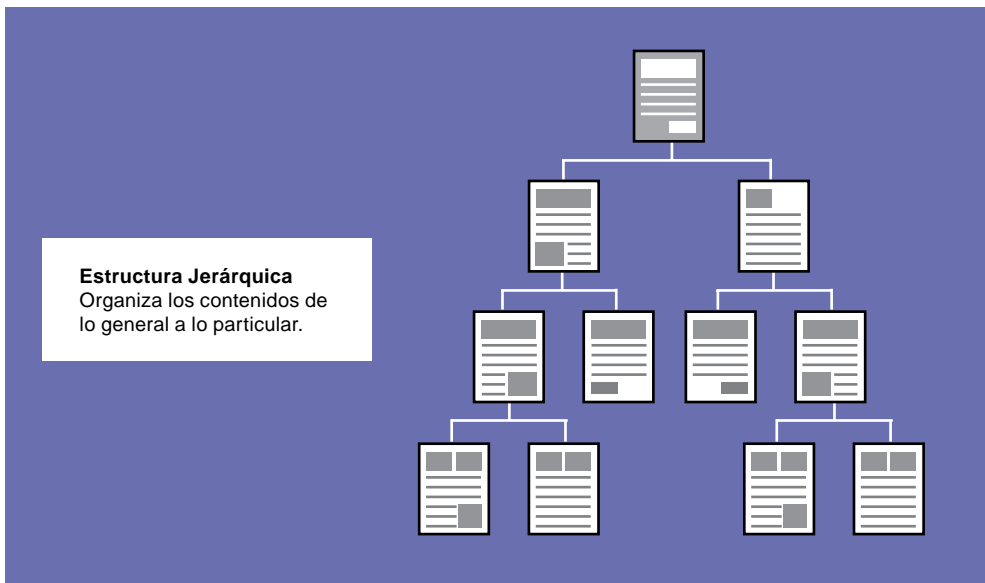 Estructura Jerárquica
Organiza los contenidos de
lo general a lo particular.